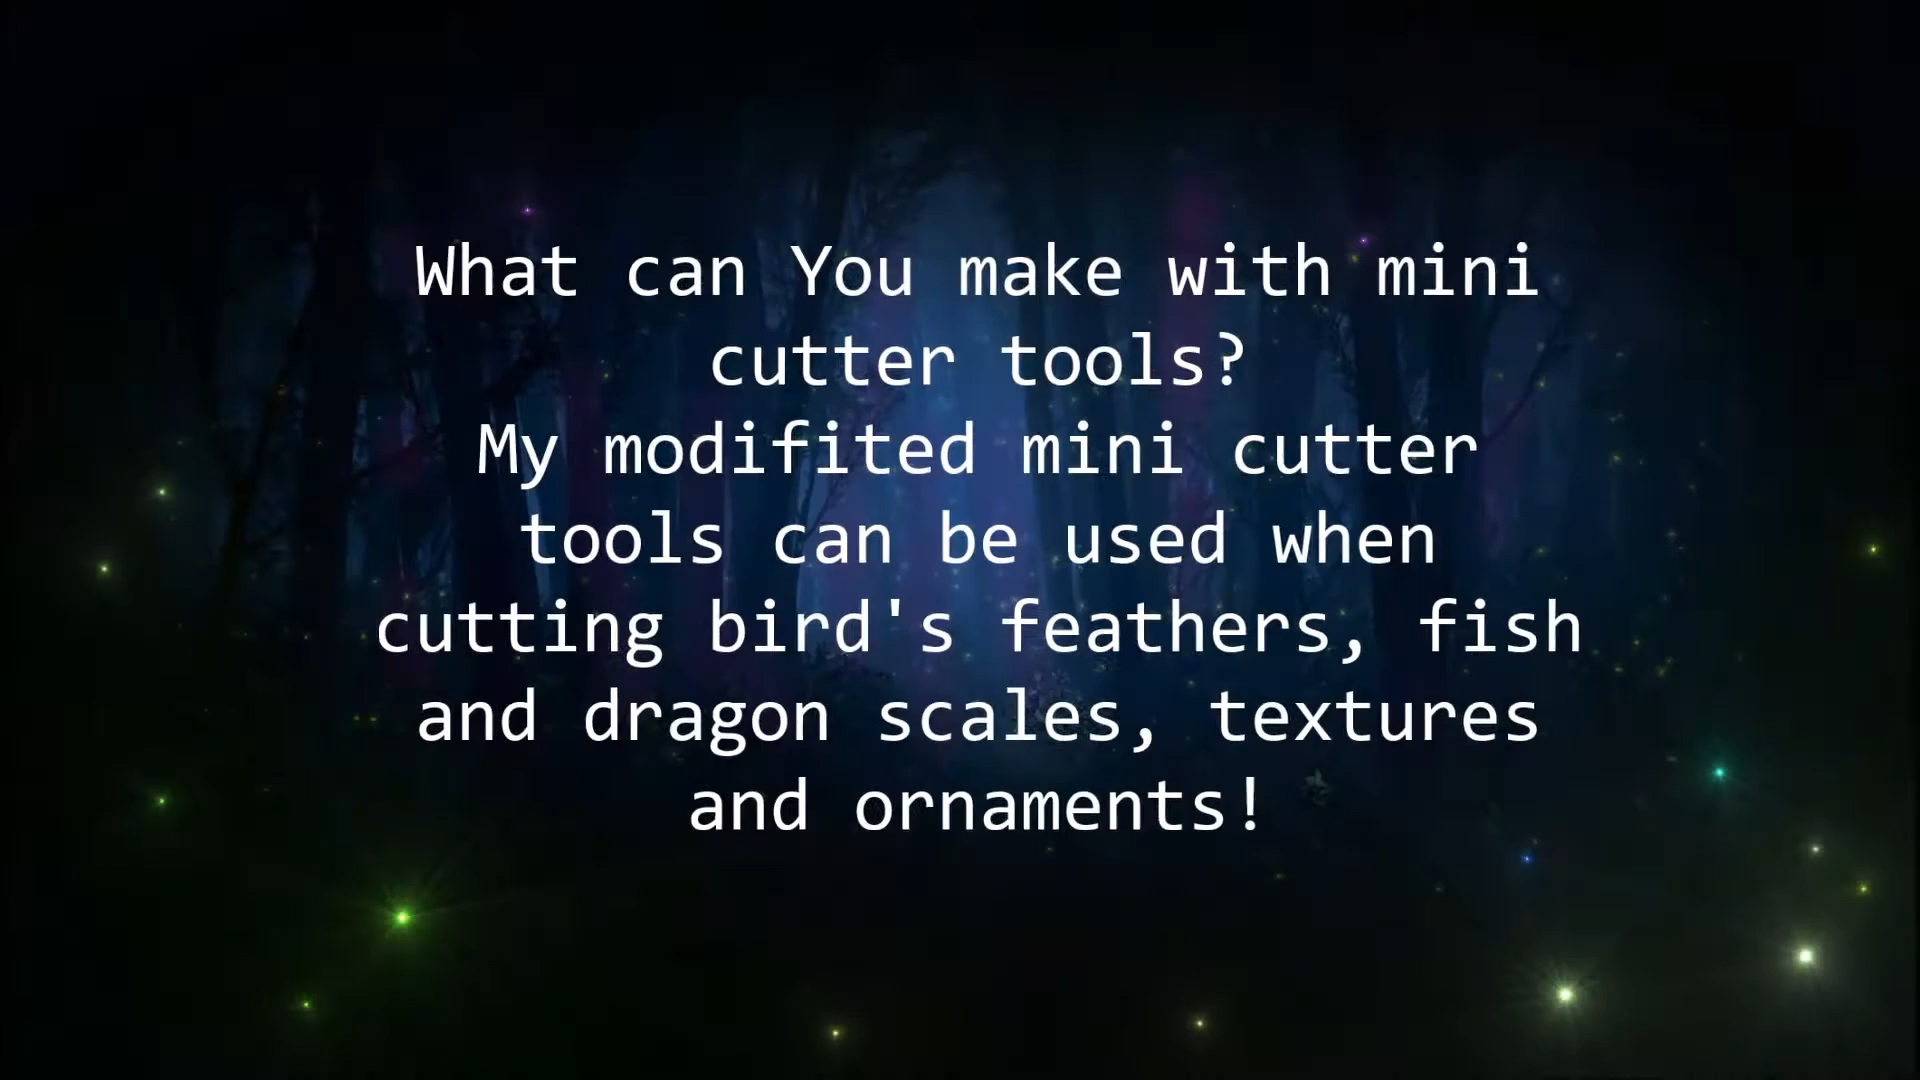 What can You make with mini
cutter tools?
My modifited mini cutter
tools can be used when
cutting bird's feathers, fish
and dragon scales, textures
and ornaments!